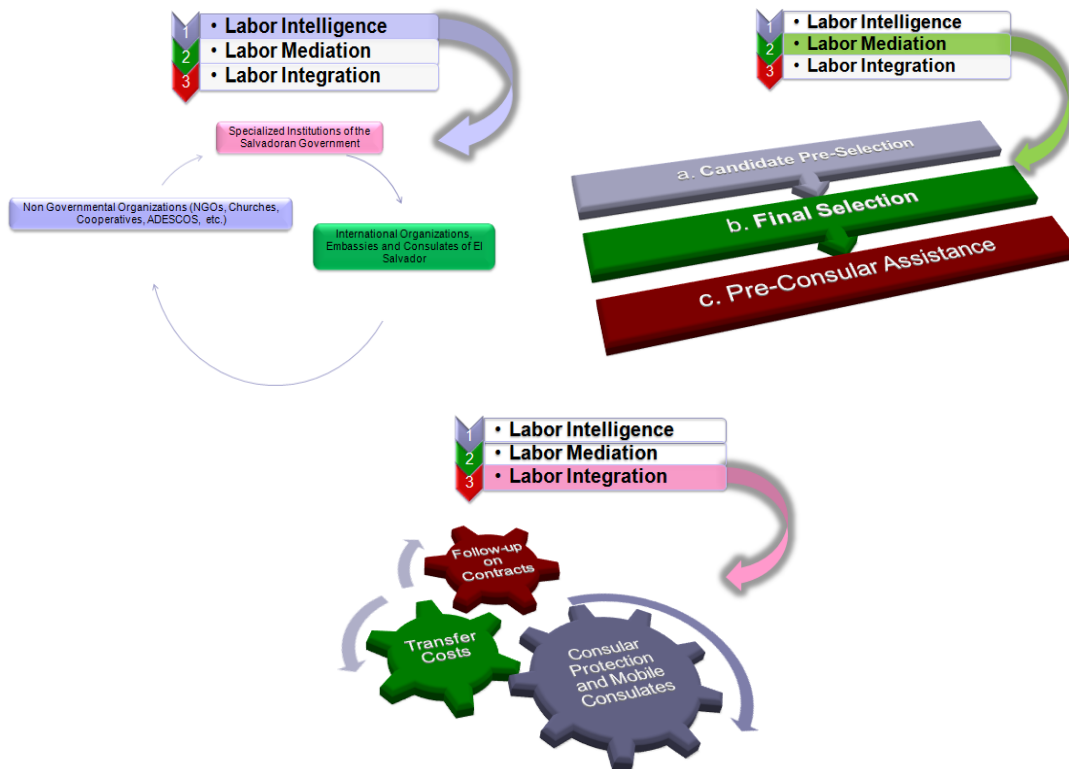 1
• Labor Intelligence
2
• Labor Mediation
3
• Labor Integration
Specialized Institutions of the
Salvadoran Government
Non Governmental Organizations (NGOs, Churches,
Cooperatives, ADESCOS, etc.)
International Organizations,
Embassies and Consulates of El
Salvador
1
• Labor Intelligence
2
• Labor Mediation
3
• Labor Integration
a. Candidate Pre-Selection
b. Final Selection
c. Pre-Consular Assistance
1
• Labor Intelligence
2
• Labor Mediation
3
• Labor Integration
Follow-up
on
Contracts
Transfer
Costs
Consular
Protection
and Mobile
Consulates